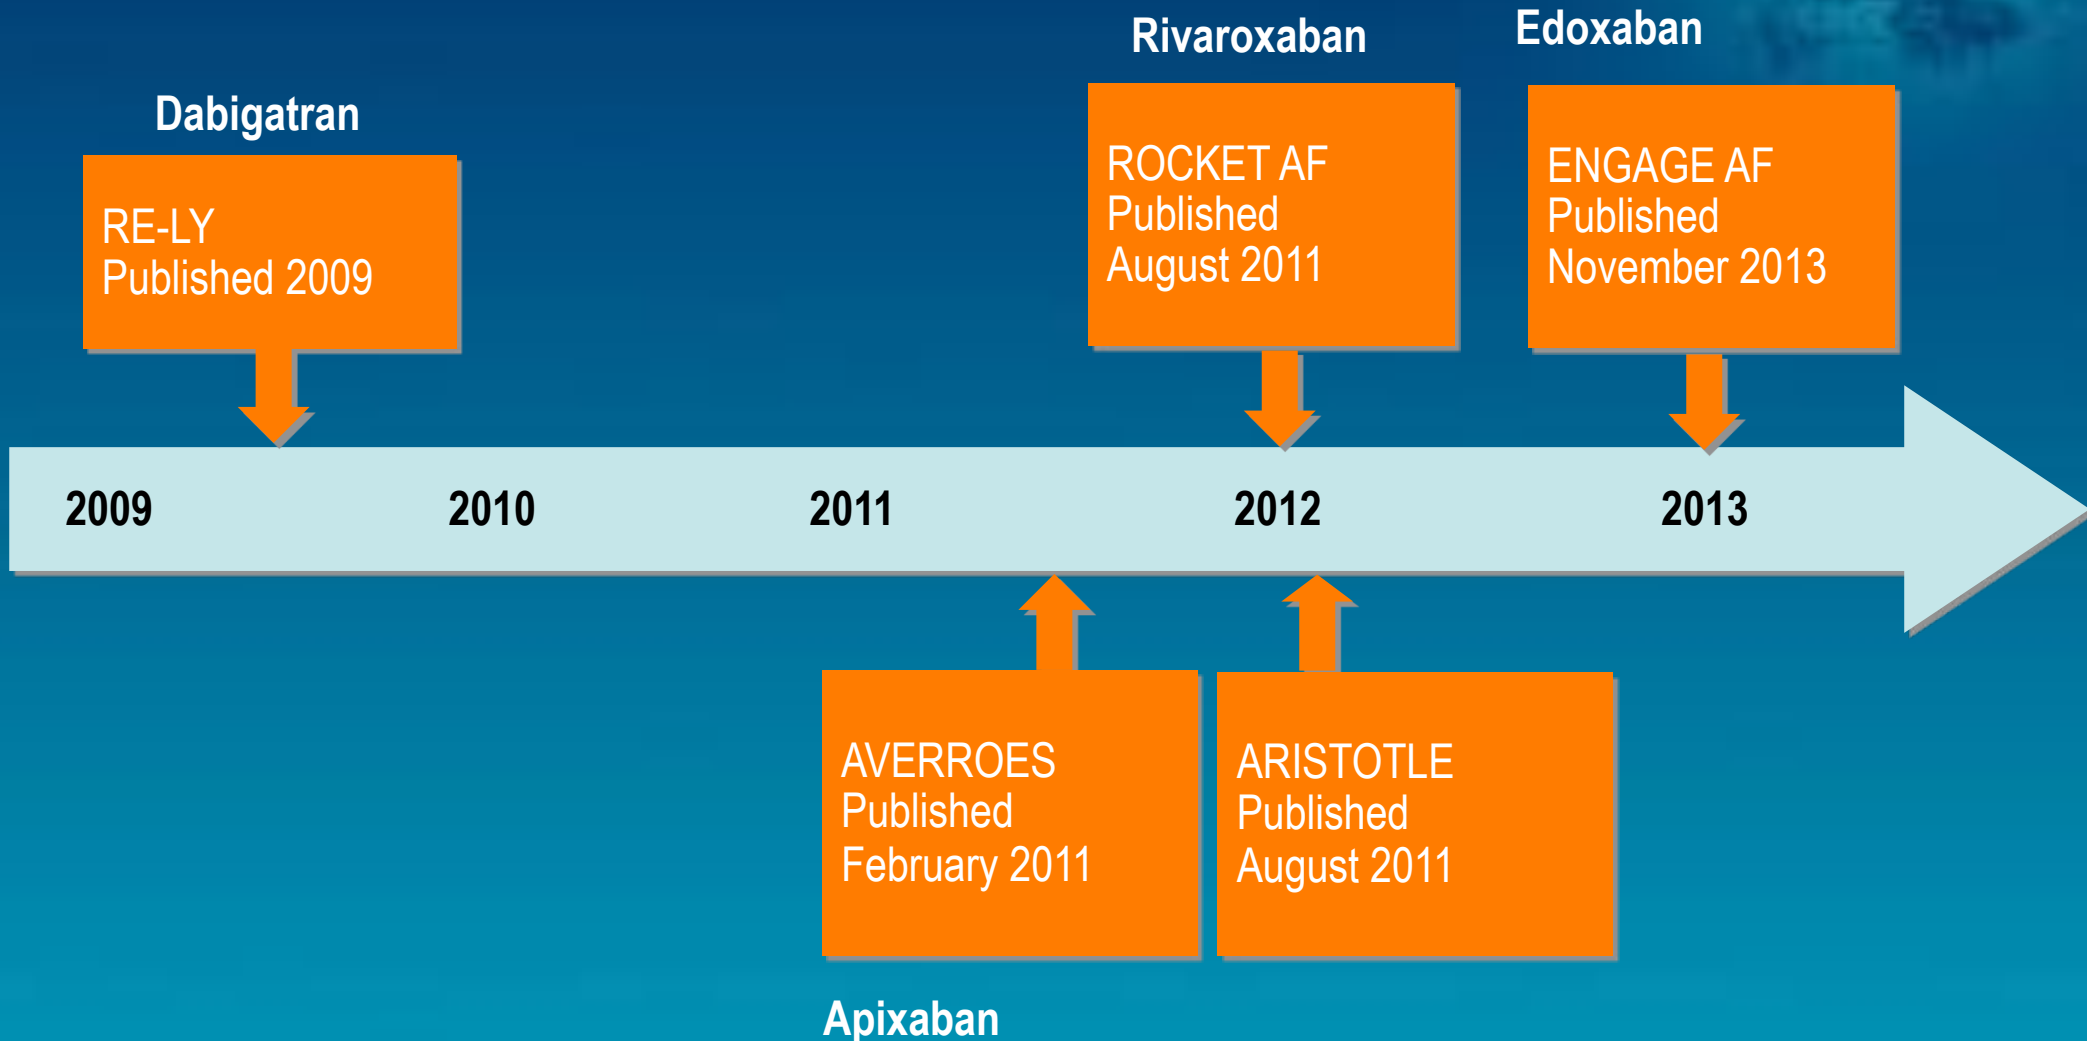 Dabigatran
RE-LY
Published 2009
Rivaroxaban
ROCKET AF
Published
August 2011
Edoxaban
ENGAGE AF
Published
November 2013
2009
2010
2011
2012
2013
AVERROES
Published
February 2011
ARISTOTLE
Published
August 2011
Apixaban